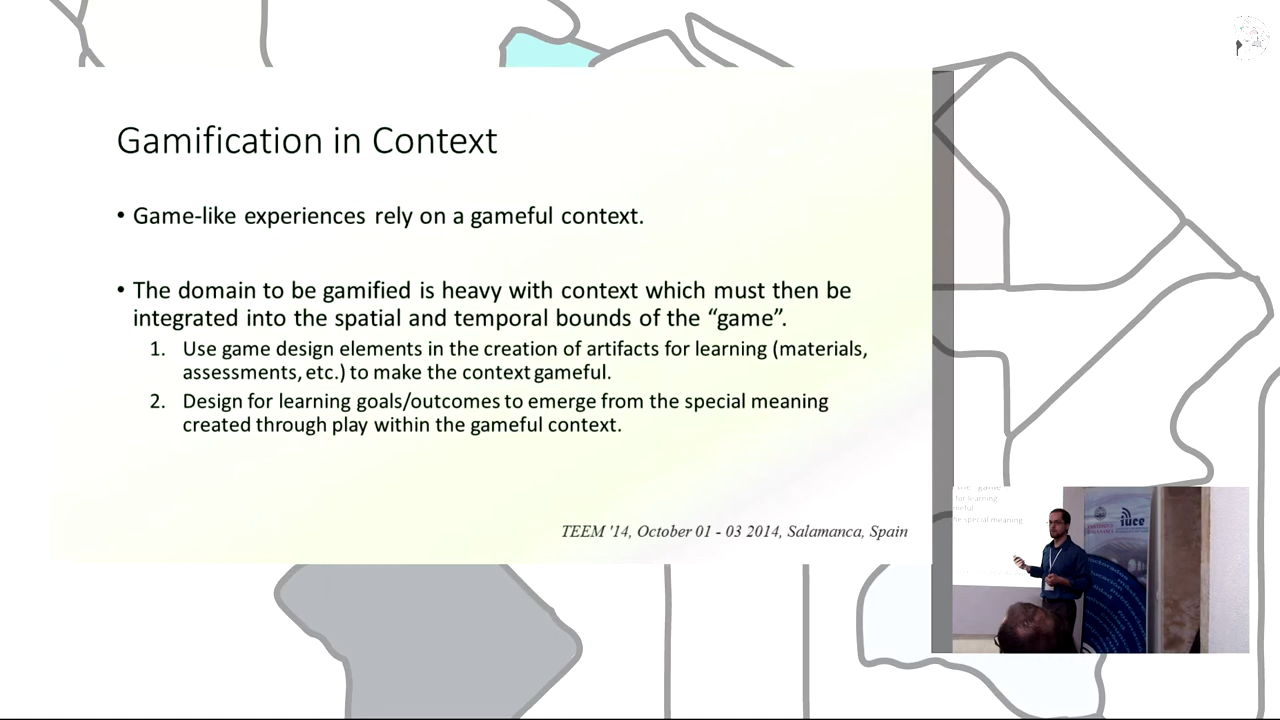 Gamification in Context
• Game-like experiences rely on a gameful context.
• The domain to be gamified is heavy with context which must then be
integrated into the spatial and temporal bounds of the “game”.
1. Use game design elements in the creation of artifacts for learning (materials,
assessments, etc.) to make the context gameful.
2. Design for learning goals/outcomes to emerge from the special meaning
created through play within the gameful context.
TEEM '14, October 01 - 03 2014, Salamanca, Spain
for learning
special meaning
iuce